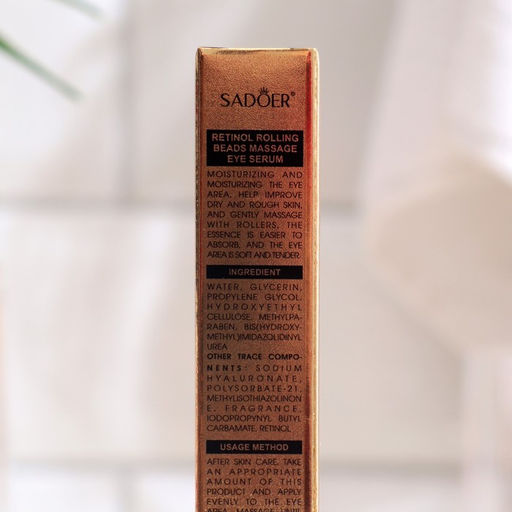 SADOER®
RETINOL ROLLING
BEADS MASSAGE
EYE SERUM
MOISTURIZING AND
MOISTURIZING THE EYE
AREA, HELP IMPROVE
DRY AND ROUGH SKIN,
AND GENTLY MASSAGE
WITH ROLLERS, THE
ESSENCE IS EASIER TO
ABSORB, AND THE EYE
AREA IS SOFT AND TENDER.
INGREDIENT
WATER, GLYCERIN,
PROPYLENE GLYCOL,
HYDROXYETHYL
CELLULOSE, METHYLPA-
RABEN, BIS(HYDROXY-
METHYL)IMIDAZOLIDINYL
UREA
OTHER TRACE COMPO-
NENTS: SODIUM
HYALURONATE,
POLYSORBATE-21,
METHYLISOTHIAZOLINON
E, FRAGRANCE,
IODOPROPYNYL BUTYL
CARBAMATE, RETINOL
USAGE METHOD
AFTER SKIN CARE, TAKE
AN APPROPRIATE
AMOUNT OF THIS
PRODUCT AND APPLY
EVENLY TO THE EYE
AREA, MASSAGE UNTIL